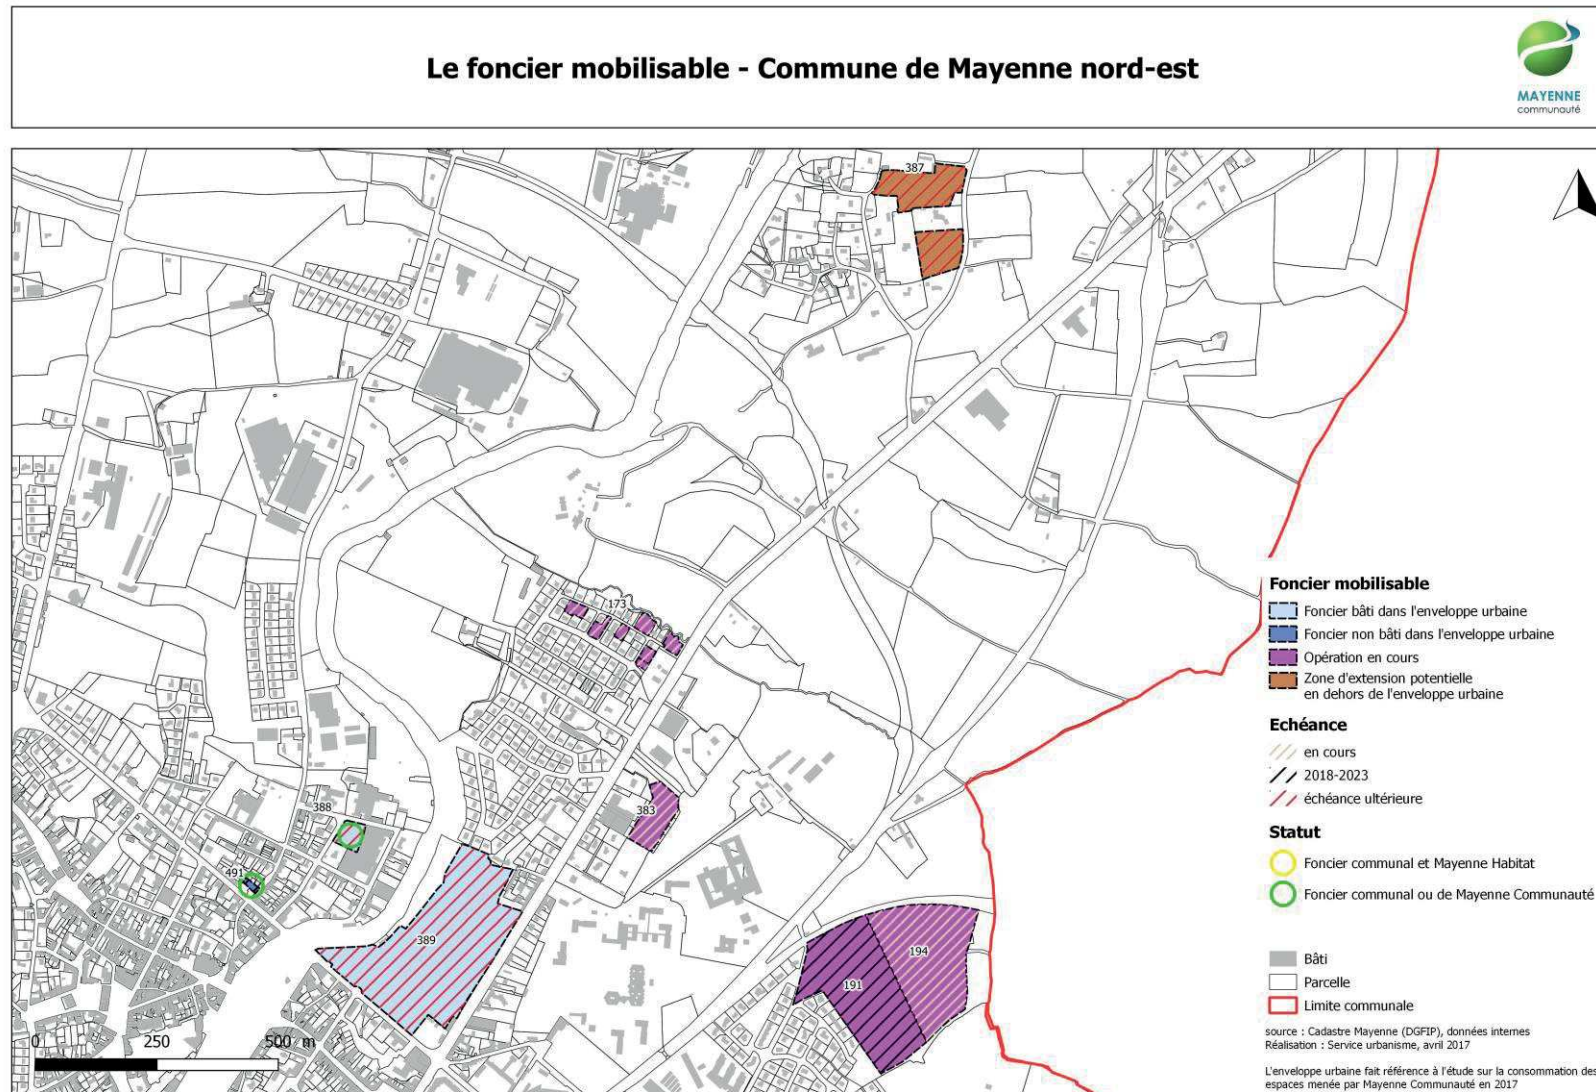 Le foncier mobilisable - Commune de Mayenne nord-est
MAYENNE
communauté
387
173
383
388
491
389
194
191
0 250 500 m
Foncier mobilisable
Foncier bâti dans l'enveloppe urbaine
Foncier non bâti dans l'enveloppe urbaine
Opération en cours
Zone d'extension potentielle
en dehors de l'enveloppe urbaine
Echéance
en cours
2018-2023
échéance ultérieure
Statut
Foncier communal et Mayenne Habitat
Foncier communal ou de Mayenne Communauté
Bâti
Parcelle
Limite communale
source : Cadastre Mayenne (DGFIP), données internes
Réalisation : Service urbanisme, avril 2017
L'enveloppe urbaine fait référence à l'étude sur la consommation des
espaces menée par Mayenne Communauté en 2017